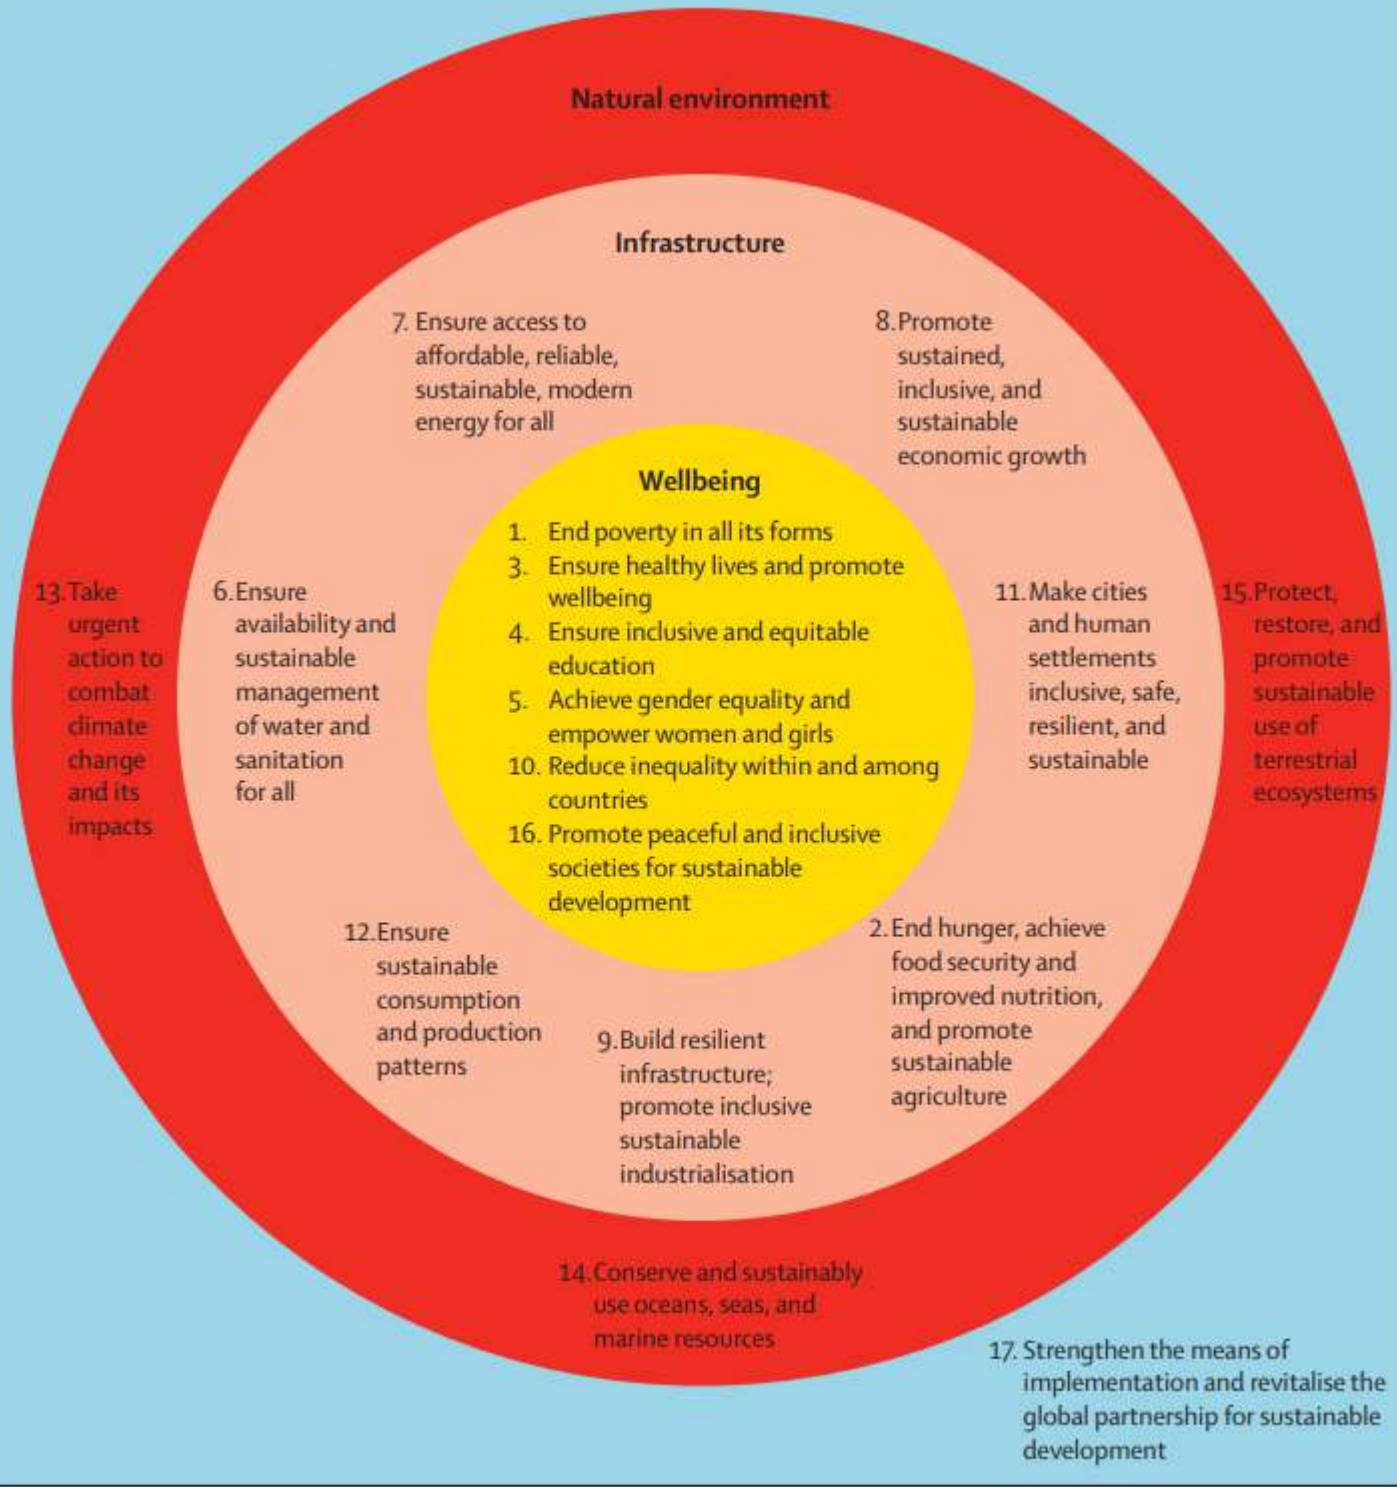 Natural environment
Infrastructure
7. Ensure access to
affordable, reliable,
sustainable, modern
energy for all
8. Promote
sustained,
inclusive, and
sustainable
economic growth
Wellbeing
1. End poverty in all its forms
3. Ensure healthy lives and promote
wellbeing
4. Ensure inclusive and equitable
education
5. Achieve gender equality and
empower women and girls
10. Reduce inequality within and among
countries
16. Promote peaceful and inclusive
societies for sustainable
development
13. Take
urgent
action to
combat
climate
change
and its
impacts
6. Ensure
availability and
sustainable
management
of water and
sanitation
for all
11. Make cities
and human
settlements
inclusive, safe,
resilient, and
sustainable
15. Protect,
restore, and
promote
sustainable
use of
terrestrial
ecosystems
12. Ensure
sustainable
consumption
and production
patterns
9. Build resilient
infrastructure;
promote inclusive
sustainable
industrialisation
2. End hunger, achieve
food security and
improved nutrition,
and promote
sustainable
agriculture
14. Conserve and sustainably
use oceans, seas, and
marine resources
17. Strengthen the means of
implementation and revitalise the
global partnership for sustainable
development